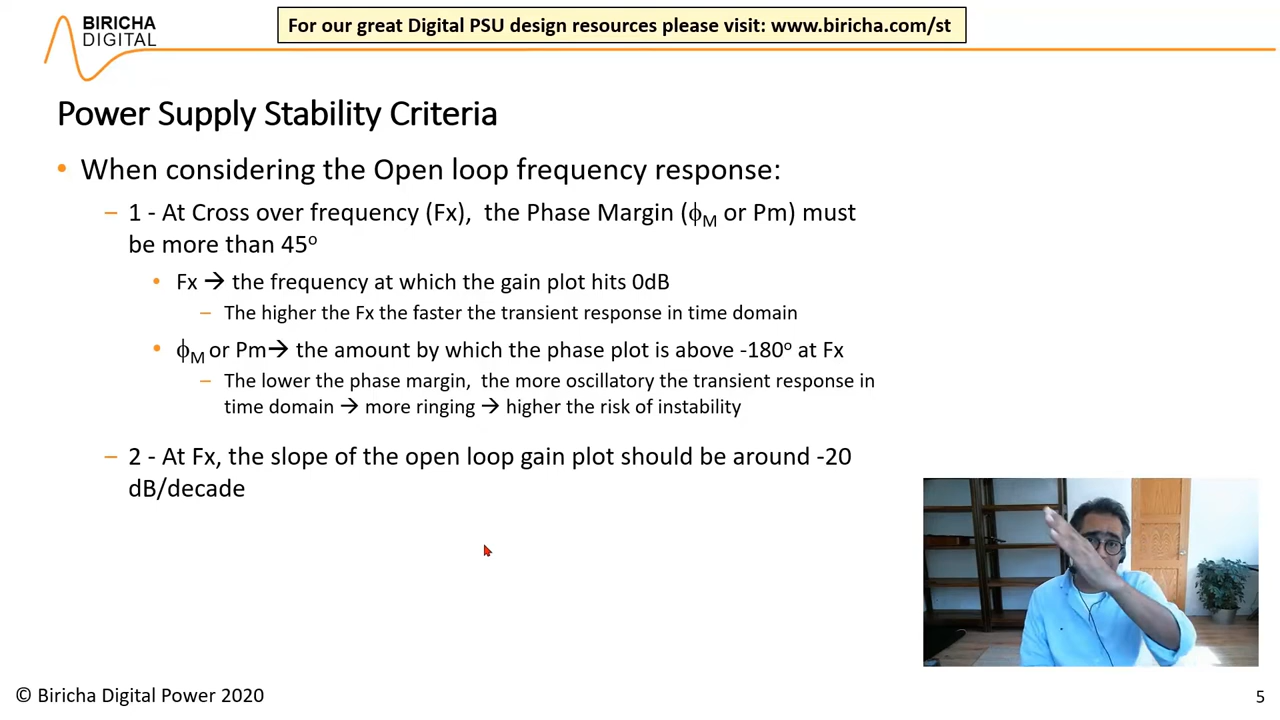 BIRICHA
DIGITAL
For our great Digital PSU design resources please visit: www.biricha.com/st
Power Supply Stability Criteria
• When considering the Open loop frequency response:
– 1 - At Cross over frequency (Fx), the Phase Margin (ϕM or Pm) must
be more than 45º
• Fx → the frequency at which the gain plot hits 0dB
– The higher the Fx the faster the transient response in time domain
• ϕM or Pm→ the amount by which the phase plot is above -180º at Fx
– The lower the phase margin, the more oscillatory the transient response in
time domain → more ringing → higher the risk of instability
– 2 - At Fx, the slope of the open loop gain plot should be around -20
dB/decade
© Biricha Digital Power 2020
5